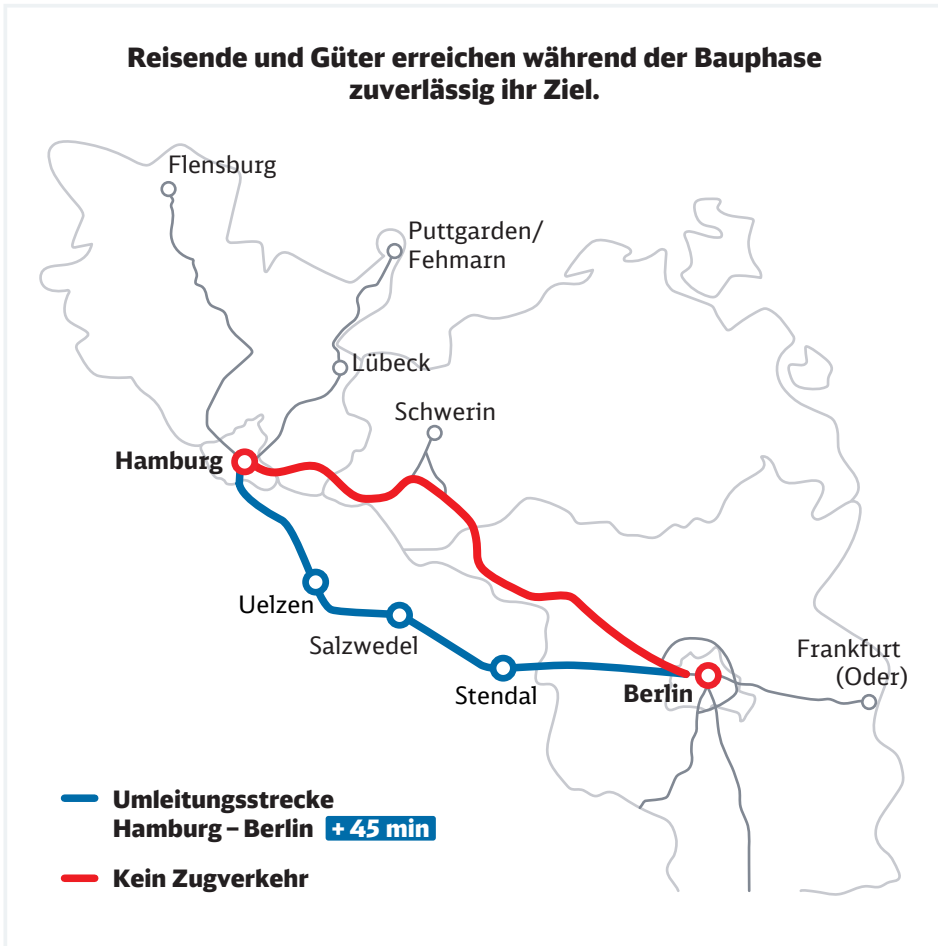 Reisende und Güter erreichen während der Bauphase
zuverlässig ihr Ziel.
Flensburg
Puttgarden/
Fehmarn
Lübeck
Schwerin
Hamburg
Uelzen
Salzwedel
Stendal
Berlin
Frankfurt
(Oder)
Umleitungsstrecke
Hamburg – Berlin + 45 min
Kein Zugverkehr